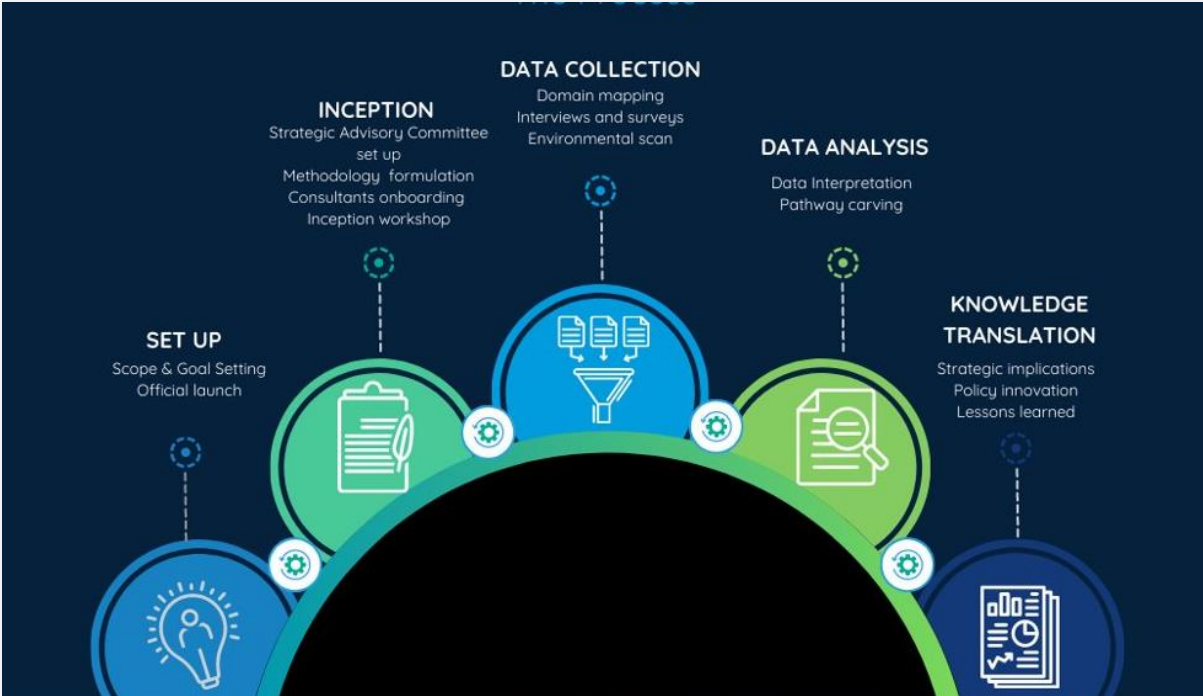 SET UP
Scope & Goal Setting
Official launch
INCEPTION
Strategic Advisory Committee
set up
Methodology formulation
Consultants onboarding
Inception workshop
DATA COLLECTION
Domain mapping
Interviews and surveys
Environmental scan
DATA ANALYSIS
Data Interpretation
Pathway carving
KNOWLEDGE
TRANSLATION
Strategic implications
Policy innovation
Lessons learned